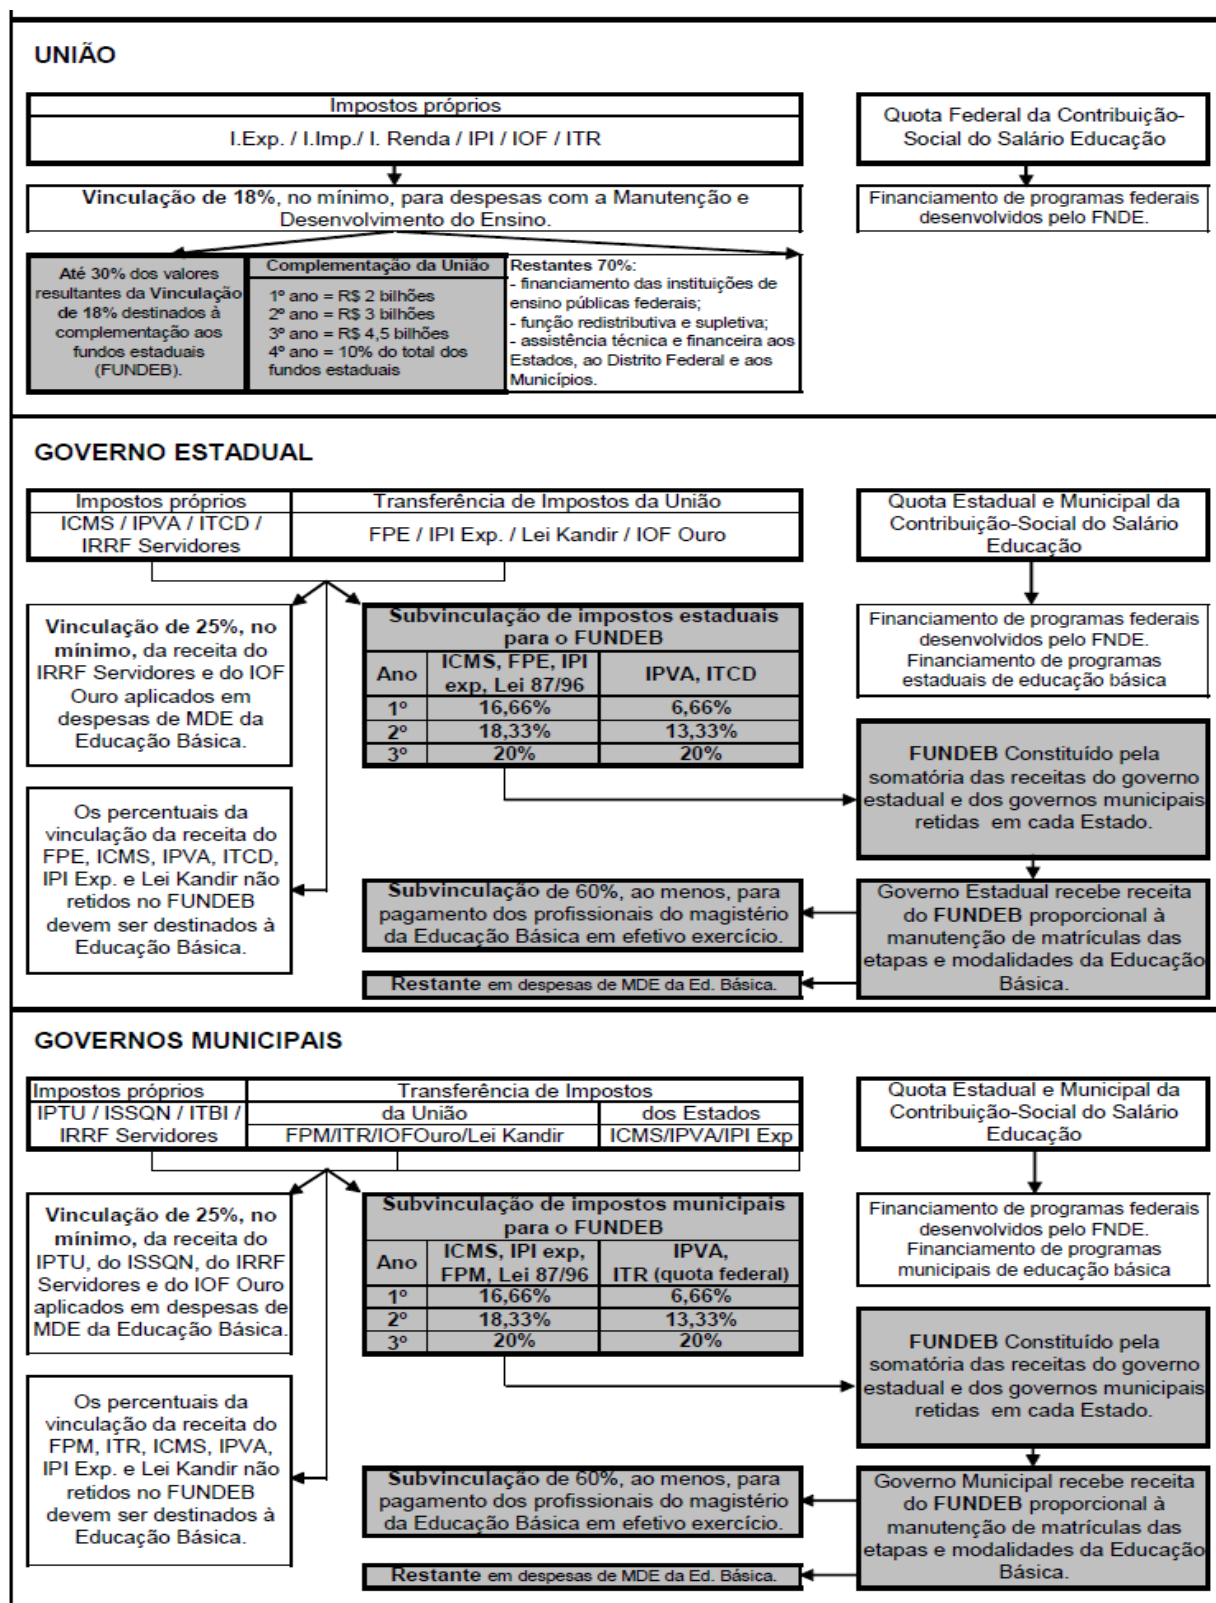 UNIÃO
Impostos próprios
I.Exp. / I.Imp./ I. Renda / IPI / IOF / ITR
Quota Federal da Contribuição-
Social do Salário Educação
Vinculação de 18%, no mínimo, para despesas com a Manutenção e
Desenvolvimento do Ensino.
Financiamento de programas federais
desenvolvidos pelo FNDE.
Até 30% dos valores
resultantes da Vinculação
de 18% destinados à
complementação aos
fundos estaduais
(FUNDEB).
Complementação da União
1º ano = R$ 2 bilhões
2º ano = R$ 3 bilhões
3º ano = R$ 4,5 bilhões
4º ano = 10% do total dos
fundos estaduais
Restantes 70%:
- financiamento das instituições de
ensino públicas federais;
- função redistributiva e supletiva;
- assistência técnica e financeira aos
Estados, ao Distrito Federal e aos
Municípios.
GOVERNO ESTADUAL
Impostos próprios
ICMS / IPVA / ITCD /
IRRF Servidores
Transferência de Impostos da União
FPE / IPI Exp. / Lei Kandir / IOF Ouro
Quota Estadual e Municipal da
Contribuição-Social do Salário
Educação
Vinculação de 25%, no
mínimo, da receita do
IRRF Servidores e do IOF
Ouro aplicados em
despesas de MDE da
Educação Básica.
Subvinculação de impostos estaduais
para o FUNDEB
Ano
ICMS, FPE, IPI
exp, Lei 87/96
IPVA, ITCD
1º 16,66% 6,66%
2º 18,33% 13,33%
3º 20% 20%
Financiamento de programas federais
desenvolvidos pelo FNDE.
Financiamento de programas
estaduais de educação básica
FUNDEB Constituído pela
somatória das receitas do governo
estadual e dos governos municipais
retidas em cada Estado.
Os percentuais da
vinculação da receita do
FPE, ICMS, IPVA, ITCD,
IPI Exp. e Lei Kandir não
retidos no FUNDEB
devem ser destinados à
Educação Básica.
Subvinculação de 60%, ao menos, para
pagamento dos profissionais do magistério
da Educação Básica em efetivo exercício.
Governo Estadual recebe receita
do FUNDEB proporcional à
manutenção de matrículas das
etapas e modalidades da Educação
Básica.
Restante em despesas de MDE da Ed. Básica.
GOVERNOS MUNICIPAIS
Impostos próprios
IPTU / ISSQN / ITBI /
IRRF Servidores
Transferência de Impostos
da União
FPM/ITR/IOFOuro/Lei Kandir
dos Estados
ICMS/IPVA/IPI Exp
Quota Estadual e Municipal da
Contribuição-Social do Salário
Educação
Vinculação de 25%, no
mínimo, da receita do
IPTU, do ISSQN, do IRRF
Servidores e do IOF Ouro
aplicados em despesas de
MDE da Educação Básica.
Subvinculação de impostos municipais
para o FUNDEB
Ano
ICMS, IPI exp,
FPM, Lei 87/96
IPVA,
ITR (quota federal)
1º 16,66% 6,66%
2º 18,33% 13,33%
3º 20% 20%
Financiamento de programas federais
desenvolvidos pelo FNDE.
Financiamento de programas
municipais de educação básica
FUNDEB Constituído pela
somatória das receitas do governo
estadual e dos governos municipais
retidas em cada Estado.
Os percentuais da
vinculação da receita do
FPM, ITR, ICMS, IPVA,
IPI Exp. e Lei Kandir não
retidos no FUNDEB
devem ser destinados à
Educação Básica.
Subvinculação de 60%, ao menos, para
pagamento dos profissionais do magistério
da Educação Básica em efetivo exercício.
Governo Municipal recebe receita
do FUNDEB proporcional à
manutenção de matrículas das
etapas e modalidades da Educação
Básica.
Restante em despesas de MDE da Ed. Básica.